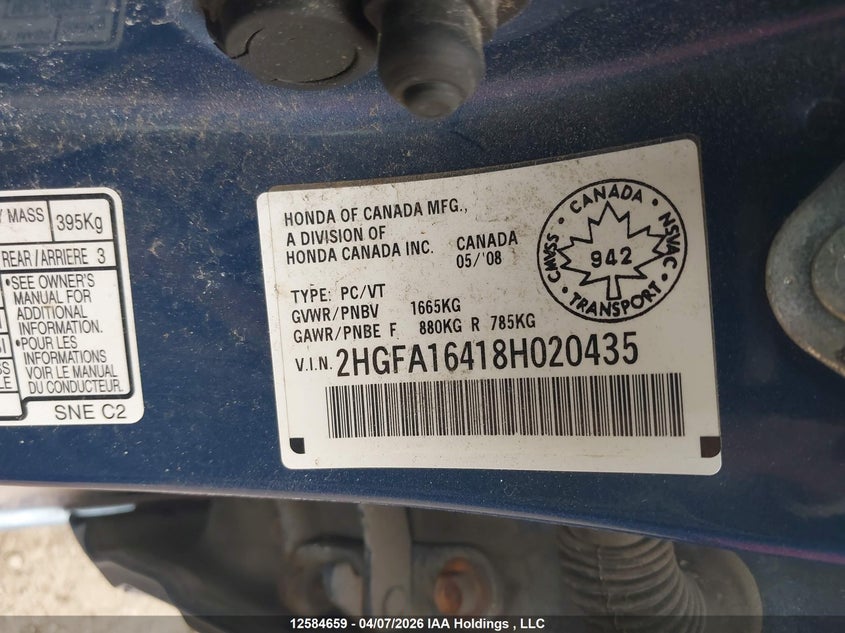 Y MASS 395Kg
REAR/ARRIERE 3
•SEE OWNER'S
MANUAL FOR
ADDITIONAL
INFORMATION.
•POUR LES
INFORMATION,
VOIR LE MANUEL
DU CONDUCTEUR.
SNE C2
HONDA OF CANADA MFG.,
A DIVISION OF
HONDA CANADA INC. CANADA
05/'08
TYPE: PC/VT
GVWR/PNBV 1665KG
GAWR/PNBE F 880KG R 785KG
V.I.N. 2HGFA16418H020435
CANADA
NSVAC
TRANSPORT
CMVSS
942
12584659 - 04/07/2026 IAA Holdings , LLC